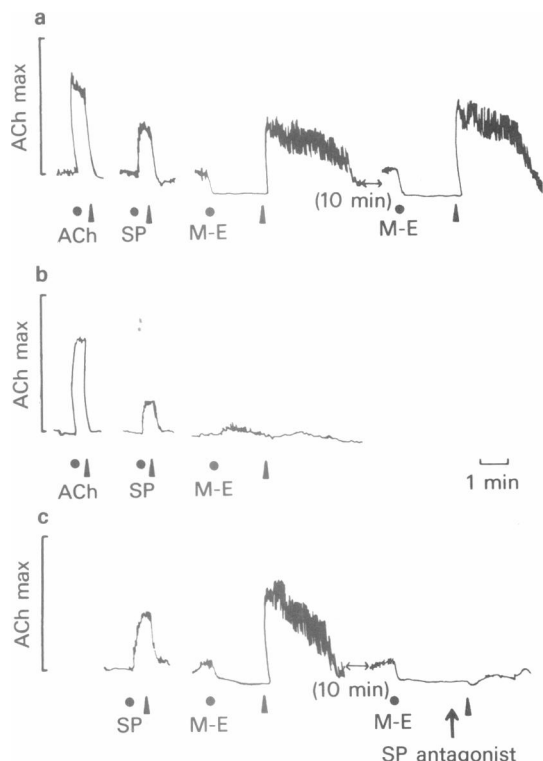 a
ACh max
(10 min)
ACh SP M-E M-E
b
ACh max
ACh SP M-E
1 min
c
ACh max
(10 min)
SP M-E M-E
SP antagonist